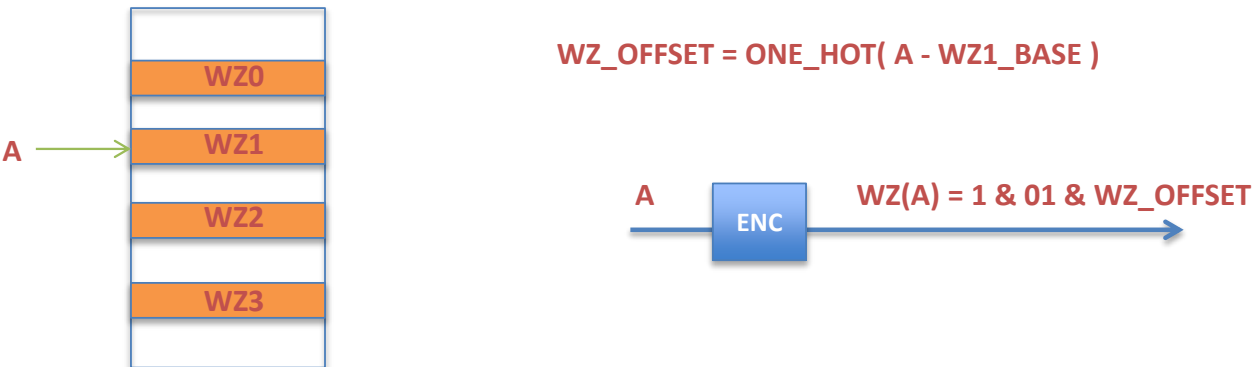 WZ_OFFSET = ONE_HOT( A - WZ1_BASE )
WZ0
WZ1
A
WZ2
WZ3
A
ENC
WZ(A) = 1 & 01 & WZ_OFFSET